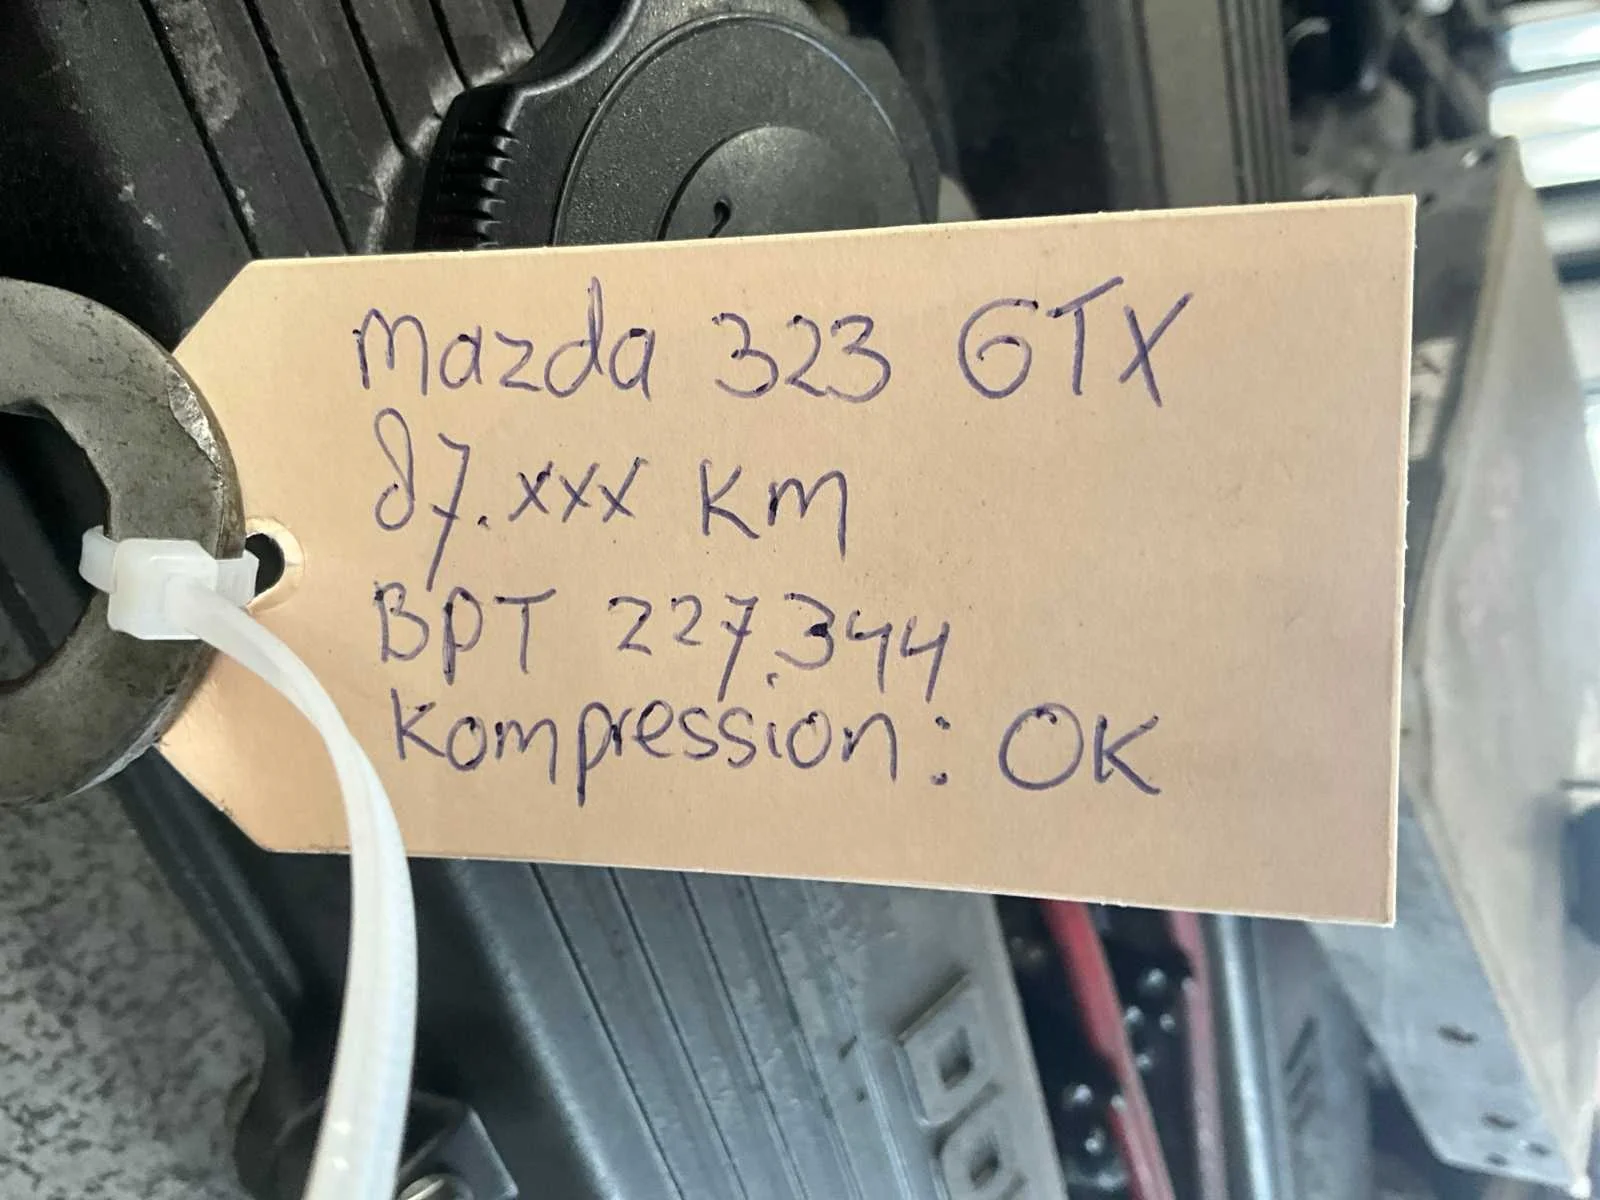 Mazda 323 GTX
87.xxx KM
BPT 227.344
Kompression: OK